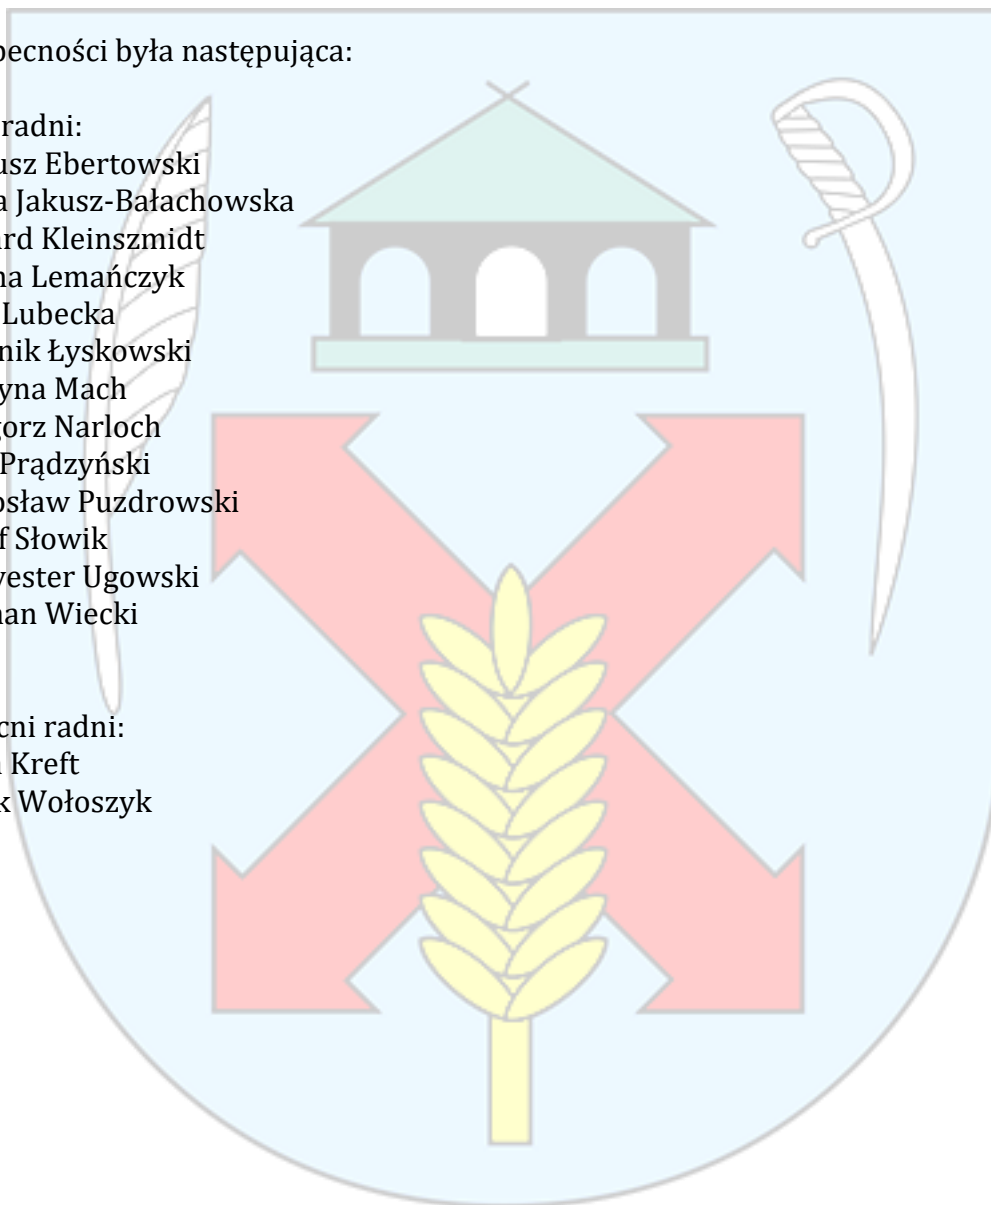 ecności była następująca:
radni:
usz Ebertowski
a Jakusz-Bałachowska
ard Kleinszmidt
na Lemańczyk
Lubecka
nik Łyskowski
yna Mach
gorz Narloch
Prądzyński
osław Puzdrowski
f Słowik
vester Ugowski
nan Wiecki
cni radni:
Kreft
k Wołoszyk